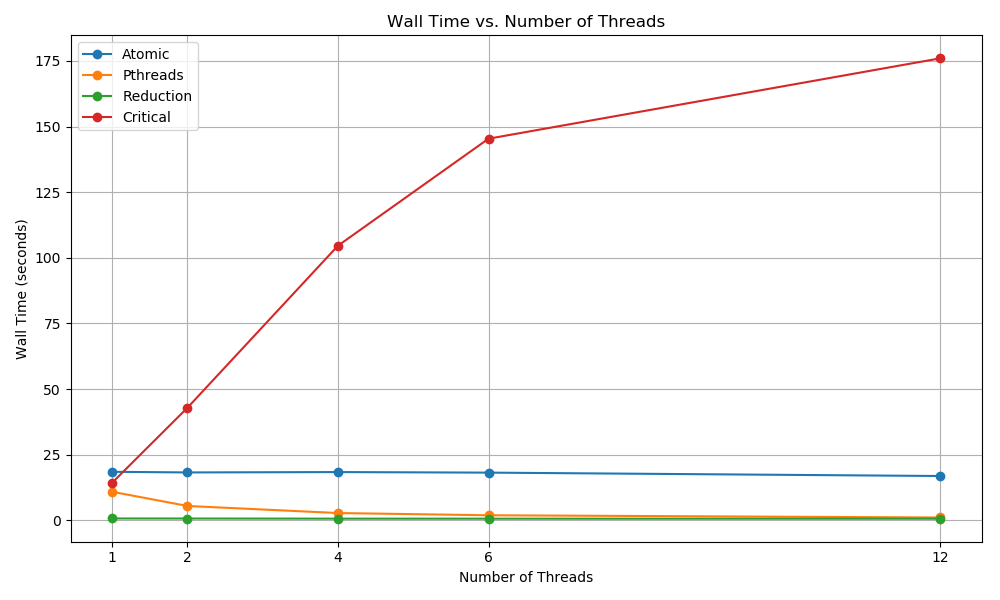 Wall Time vs. Number of Threads
Atomic
Pthreads
Reduction
Critical
175
150
125
100
75
50
25
0
Wall Time (seconds)
1 2 4 6 12
Number of Threads